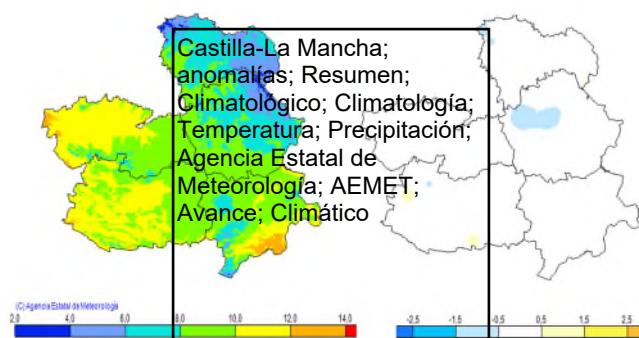 Castilla-La Mancha;
anomalías; Resumen;
Climatológico; Climatología;
Temperatura; Precipitación;
Agencia Estatal de
Meteorología; AEMET;
Avance; Climático
(C) Agencia Estatal de Meteorología
2,0 4,0 6,0 8,0 10,0 12,0 14,0
-2,5 -1,5 -0,5 0,5 1,5 2,5